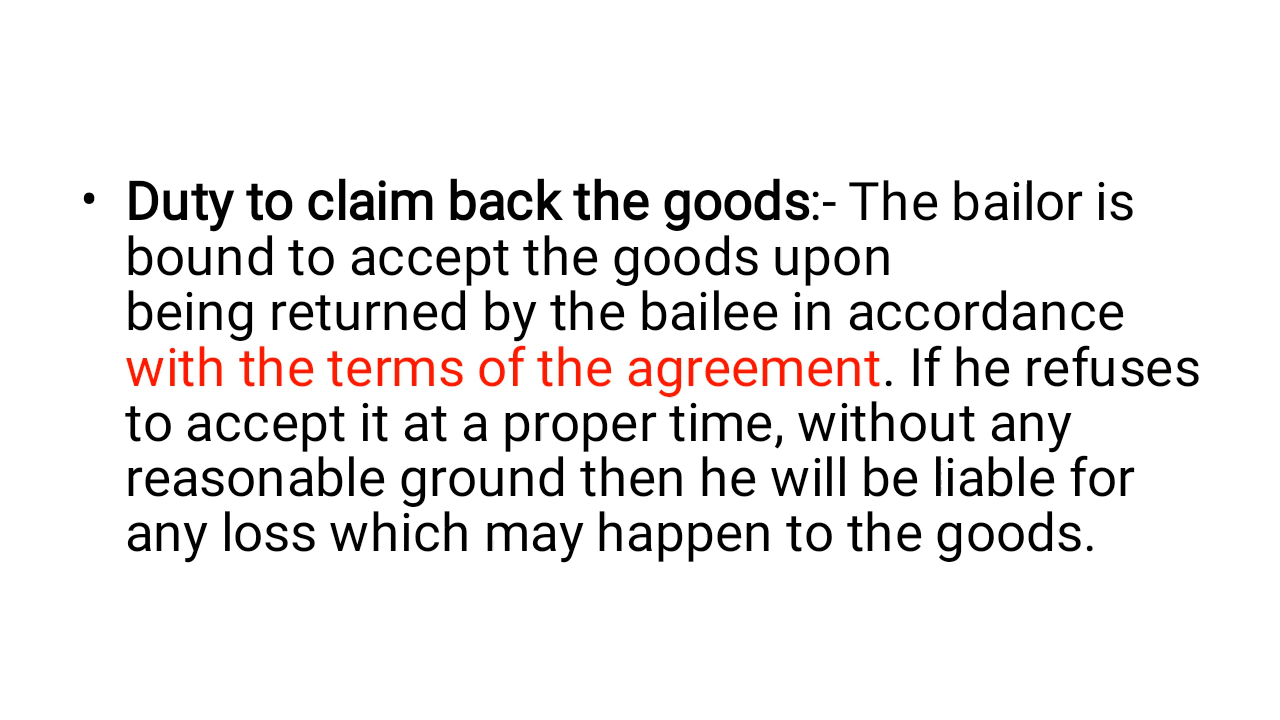 • Duty to claim back the goods:- The bailor is
bound to accept the goods upon
being returned by the bailee in accordance
with the terms of the agreement. If he refuses
to accept it at a proper time, without any
reasonable ground then he will be liable for
any loss which may happen to the goods.